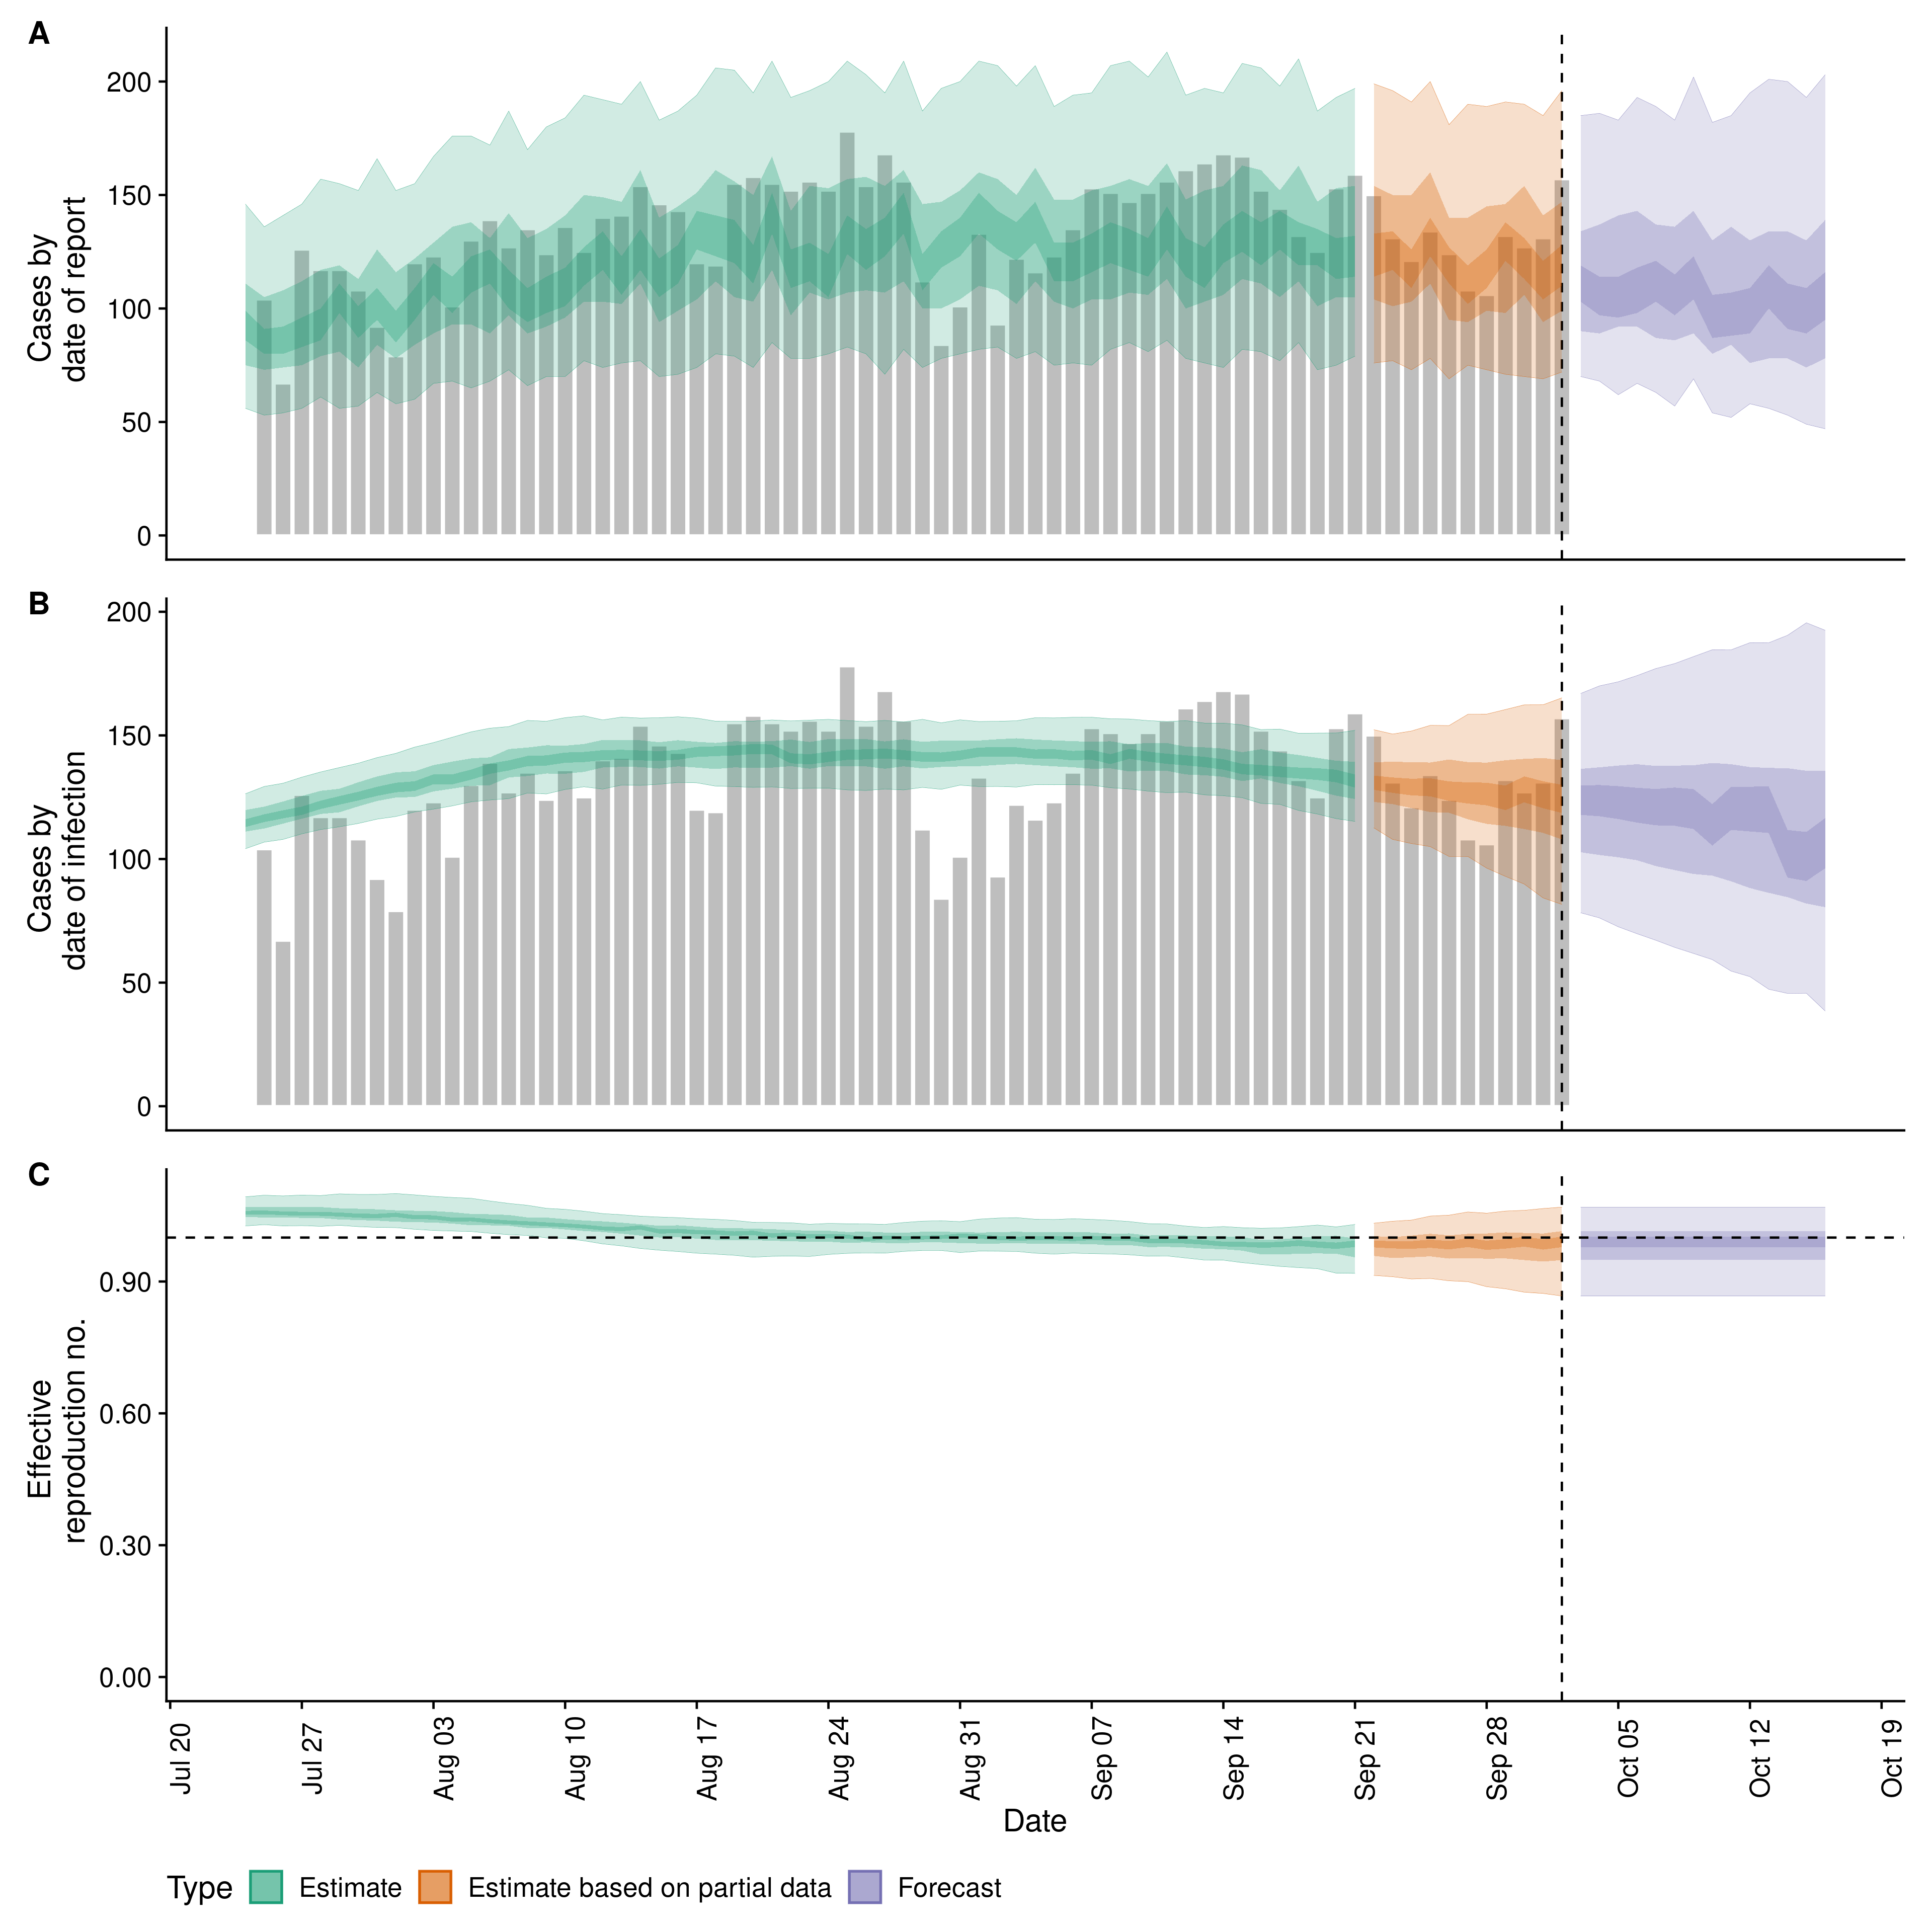 A
200
150
100
50
0
Cases by
date of report
B
200
150
100
50
0
Cases by
date of infection
C
0.90
0.60
0.30
0.00
Effective
reproduction no.
Jul 20
Jul 27
Aug 03
Aug 10
Aug 17
Aug 24
Aug 31
Sep 07
Sep 14
Sep 21
Sep 28
Oct 05
Oct 12
Oct 19
Date
Type Estimate Estimate based on partial data Forecast